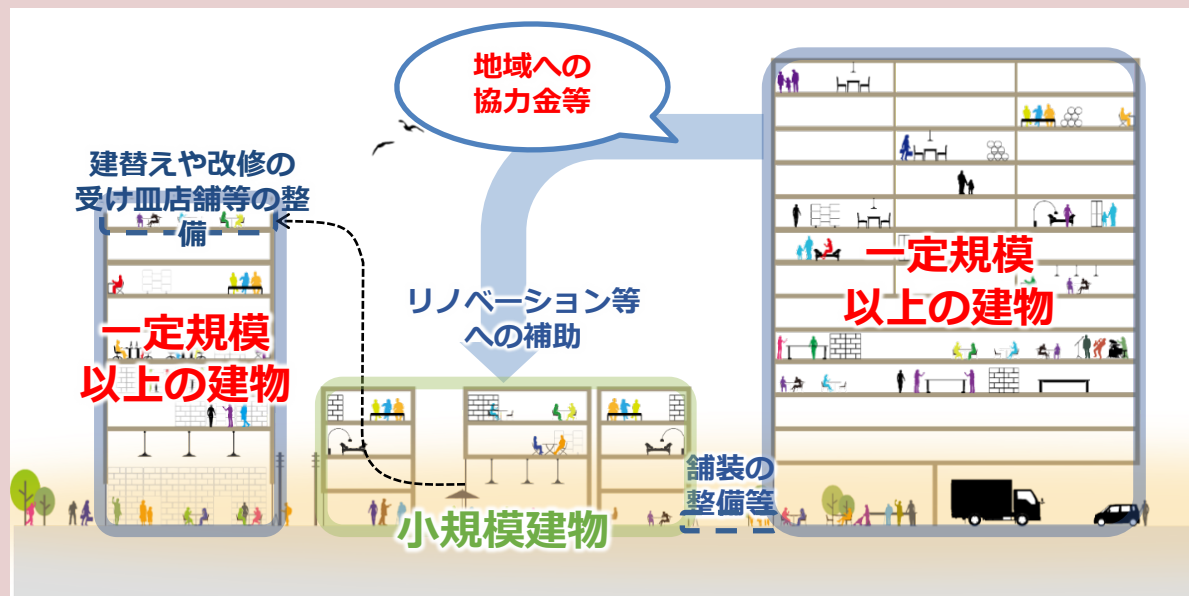 地域への
協力金等
建替えや改修の
受け皿店舗等の整
備
一定規模
以上の建物
リノベーション等
への補助
一定規模
以上の建物
舗装の
整備等
小規模建物